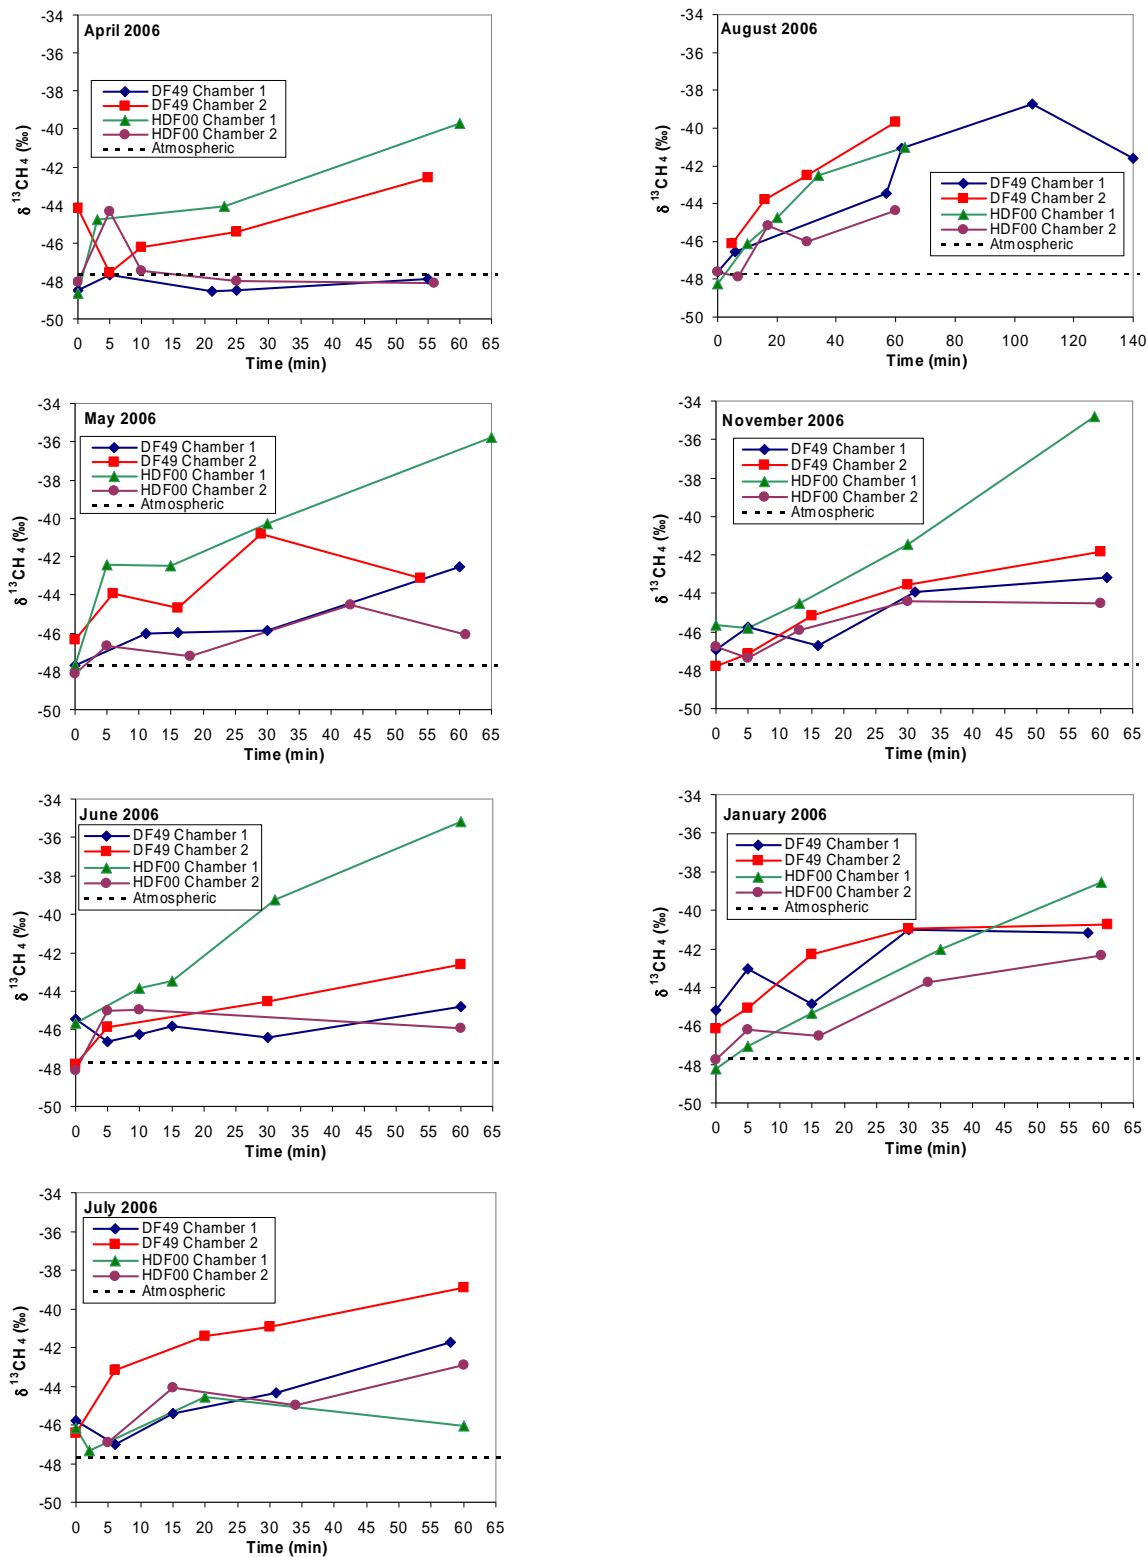 April 2006
DF49 Chamber 1
DF49 Chamber 2
HDF00 Chamber 1
HDF00 Chamber 2
Atmospheric
δ ¹³CH₄ (‰)
-34
-36
-38
-40
-42
-44
-46
-48
-50
0 5 10 15 20 25 30 35 40 45 50 55 60 65
Time (min)
August 2006
DF49 Chamber 1
DF49 Chamber 2
HDF00 Chamber 1
HDF00 Chamber 2
Atmospheric
δ ¹³CH₄ (‰)
-34
-36
-38
-40
-42
-44
-46
-48
-50
0 20 40 60 80 100 120 140
Time (min)
May 2006
DF49 Chamber 1
DF49 Chamber 2
HDF00 Chamber 1
HDF00 Chamber 2
Atmospheric
δ ¹³CH₄ (‰)
-34
-36
-38
-40
-42
-44
-46
-48
-50
0 5 10 15 20 25 30 35 40 45 50 55 60 65
Time (min)
November 2006
DF49 Chamber 1
DF49 Chamber 2
HDF00 Chamber 1
HDF00 Chamber 2
Atmospheric
δ ¹³CH₄ (‰)
-34
-36
-38
-40
-42
-44
-46
-48
-50
0 5 10 15 20 25 30 35 40 45 50 55 60 65
Time (min)
June 2006
DF49 Chamber 1
DF49 Chamber 2
HDF00 Chamber 1
HDF00 Chamber 2
Atmospheric
δ ¹³CH₄ (‰)
-34
-36
-38
-40
-42
-44
-46
-48
-50
0 5 10 15 20 25 30 35 40 45 50 55 60 65
Time (min)
January 2006
DF49 Chamber 1
DF49 Chamber 2
HDF00 Chamber 1
HDF00 Chamber 2
Atmospheric
δ ¹³CH₄ (‰)
-34
-36
-38
-40
-42
-44
-46
-48
-50
0 5 10 15 20 25 30 35 40 45 50 55 60 65
Time (min)
July 2006
DF49 Chamber 1
DF49 Chamber 2
HDF00 Chamber 1
HDF00 Chamber 2
Atmospheric
δ ¹³CH₄ (‰)
-34
-36
-38
-40
-42
-44
-46
-48
-50
0 5 10 15 20 25 30 35 40 45 50 55 60 65
Time (min)